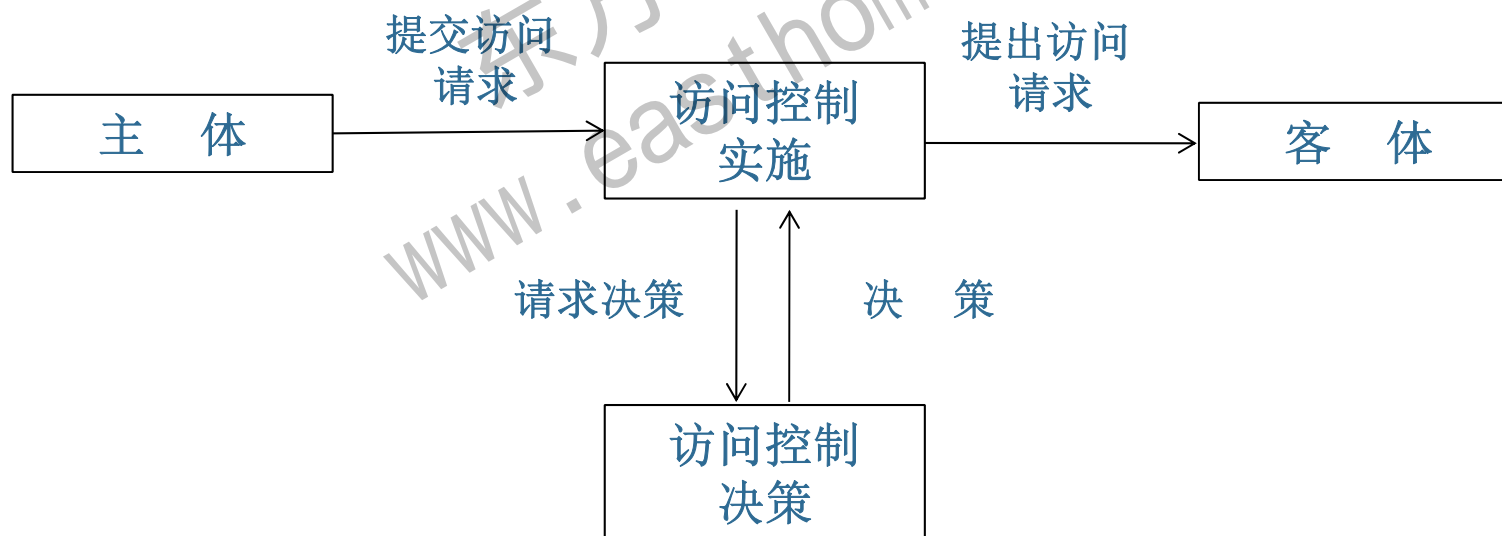 提交访问
请求
提出访问
请求
主 体
访问控制
实施
客 体
请求决策
决 策
访问控制
决策
www.easthom